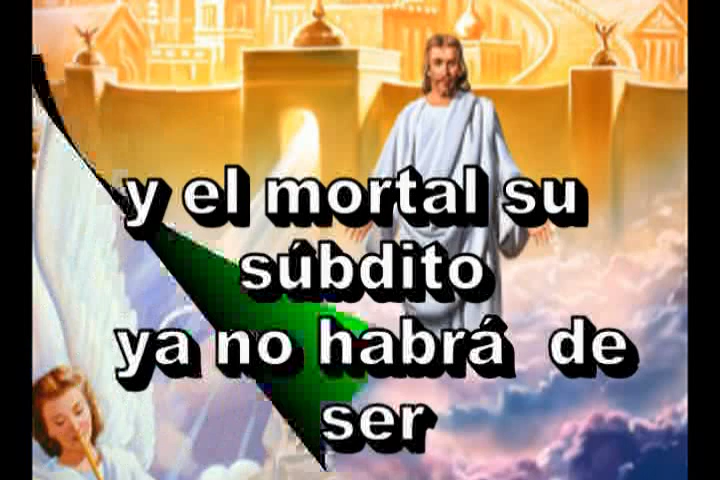 y el mortal su
súbdito
ya no habrá de
ser